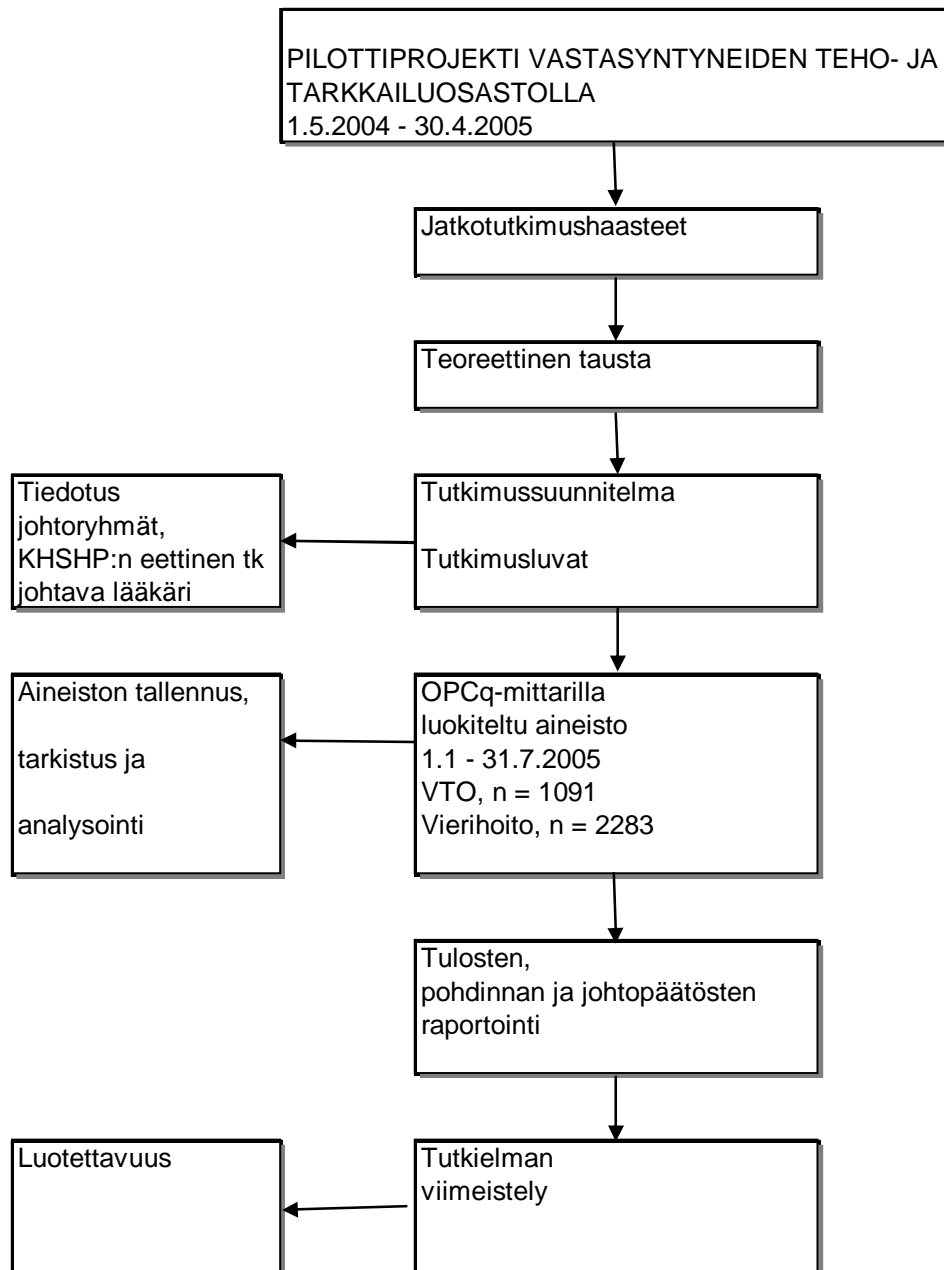 PILOTTIPROJEKTI VASTASYNTYNEIDEN TEHO- JA
TARKKAILUOSASTOLLA
1.5.2004 - 30.4.2005
Jatkotutkimushaasteet
Teoreettinen tausta
Tutkimussuunnitelma
Tutkimusluvat
Tiedotus
johtoryhmät,
KHSHP:n eettinen tk
johtava lääkäri
OPCq-mittarilla
luokiteltu aineisto
1.1 - 31.7.2005
VTO, n = 1091
Vierihoito, n = 2283
Aineiston tallennus,
tarkistus ja
analysointi
Tulosten,
pohdinnan ja johtopäätösten
raportointi
Tutkielman
viimeistely
Luotettavuus